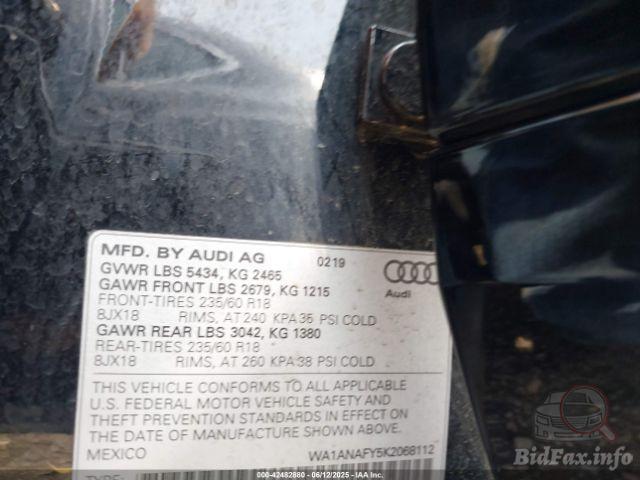 MFD. BY AUDI AG 0219
GVWR LBS 5434, KG 2465
GAWR FRONT LBS 2679, KG 1215
Audi
FRONT-TIRES 235/60 R18
8JX18 RIMS, AT 240 KPA 35 PSI COLD
GAWR REAR LBS 3042, KG 1380
REAR-TIRES 235/60 R18
8JX18 RIMS, AT 260 KPA 38 PSI COLD
THIS VEHICLE CONFORMS TO ALL APPLICABLE
U.S. FEDERAL MOTOR VEHICLE SAFETY AND
THEFT PREVENTION STANDARDS IN EFFECT ON
THE DATE OF MANUFACTURE SHOWN ABOVE.
MEXICO WA1ANAFY5K2068112
000-42482880 - 06/12/2025 - IAAI.COM
BidFax.info